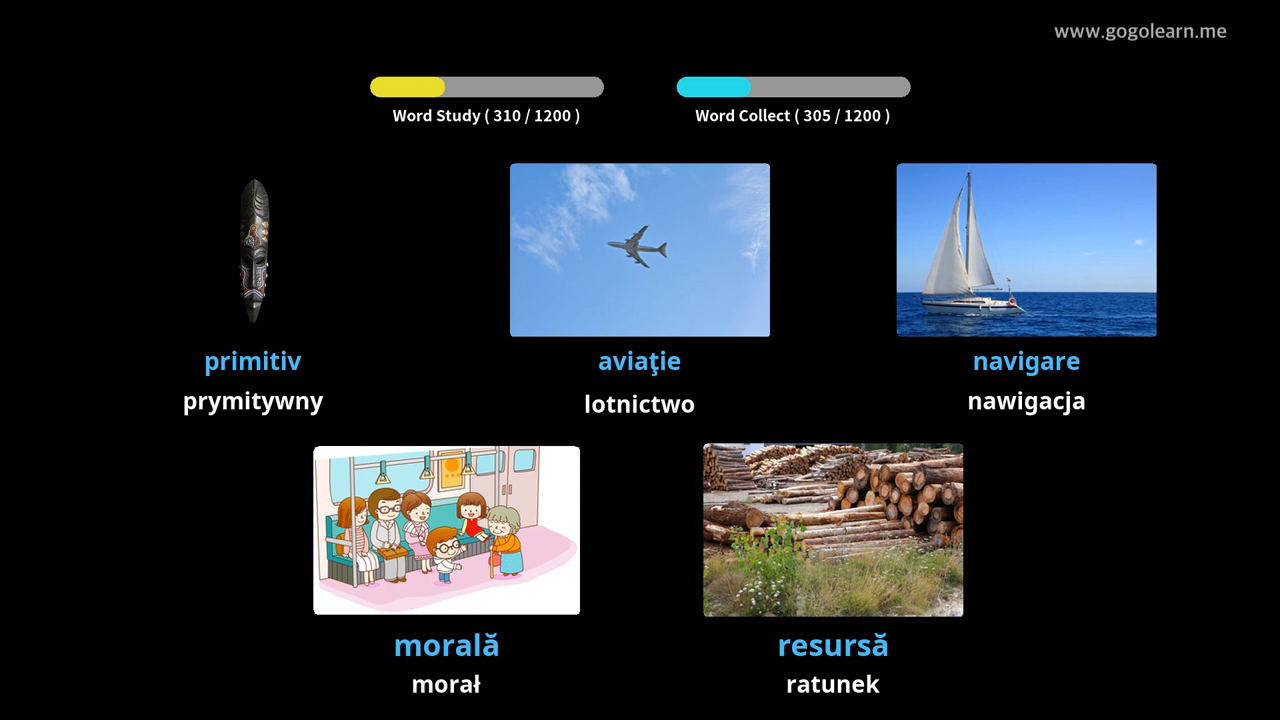 www.gogolearn.me
Word Study ( 310 / 1200 )
Word Collect ( 305 / 1200 )
primitiv
prymitywny
aviaţie
lotnictwo
navigare
nawigacja
morală
morał
resursă
ratunek